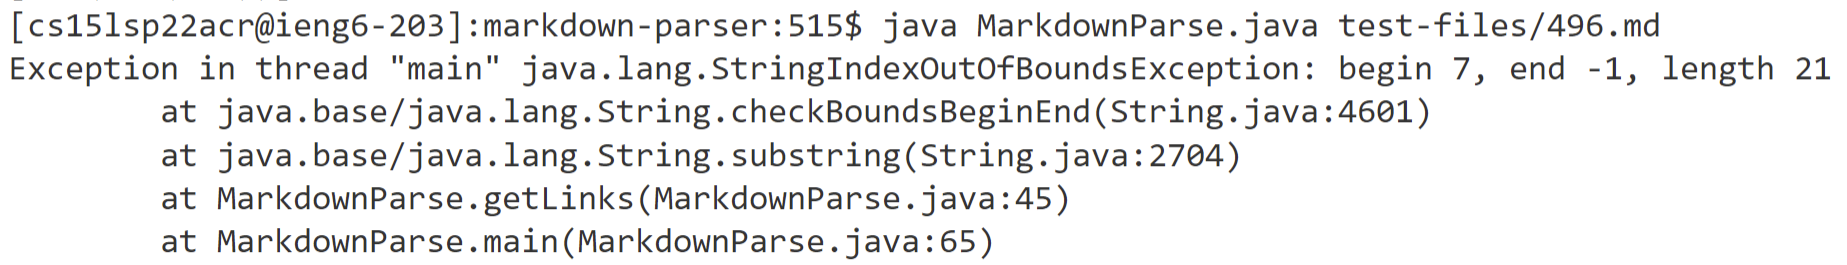 [cs15lsp22acr@ieng6-203]:markdown-parser:515$ java MarkdownParse.java test-files/496.md
Exception in thread "main" java.lang.StringIndexOutOfBoundsException: begin 7, end -1, length 21
        at java.base/java.lang.String.checkBoundsBeginEnd(String.java:4601)
        at java.base/java.lang.String.substring(String.java:2704)
        at MarkdownParse.getLinks(MarkdownParse.java:45)
        at MarkdownParse.main(MarkdownParse.java:65)